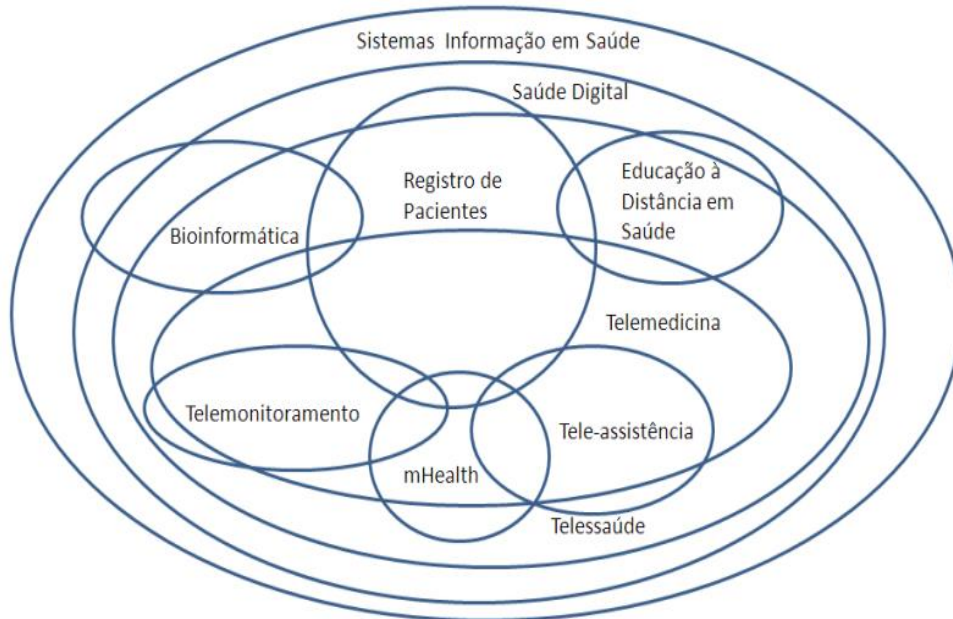 Sistemas Informação em Saúde
Saúde Digital
Registro de
Pacientes
Educação à
Distância em
Saúde
Bioinformática
Telemedicina
Telemonitoramento
Tele-assistência
mHealth
Telessaúde